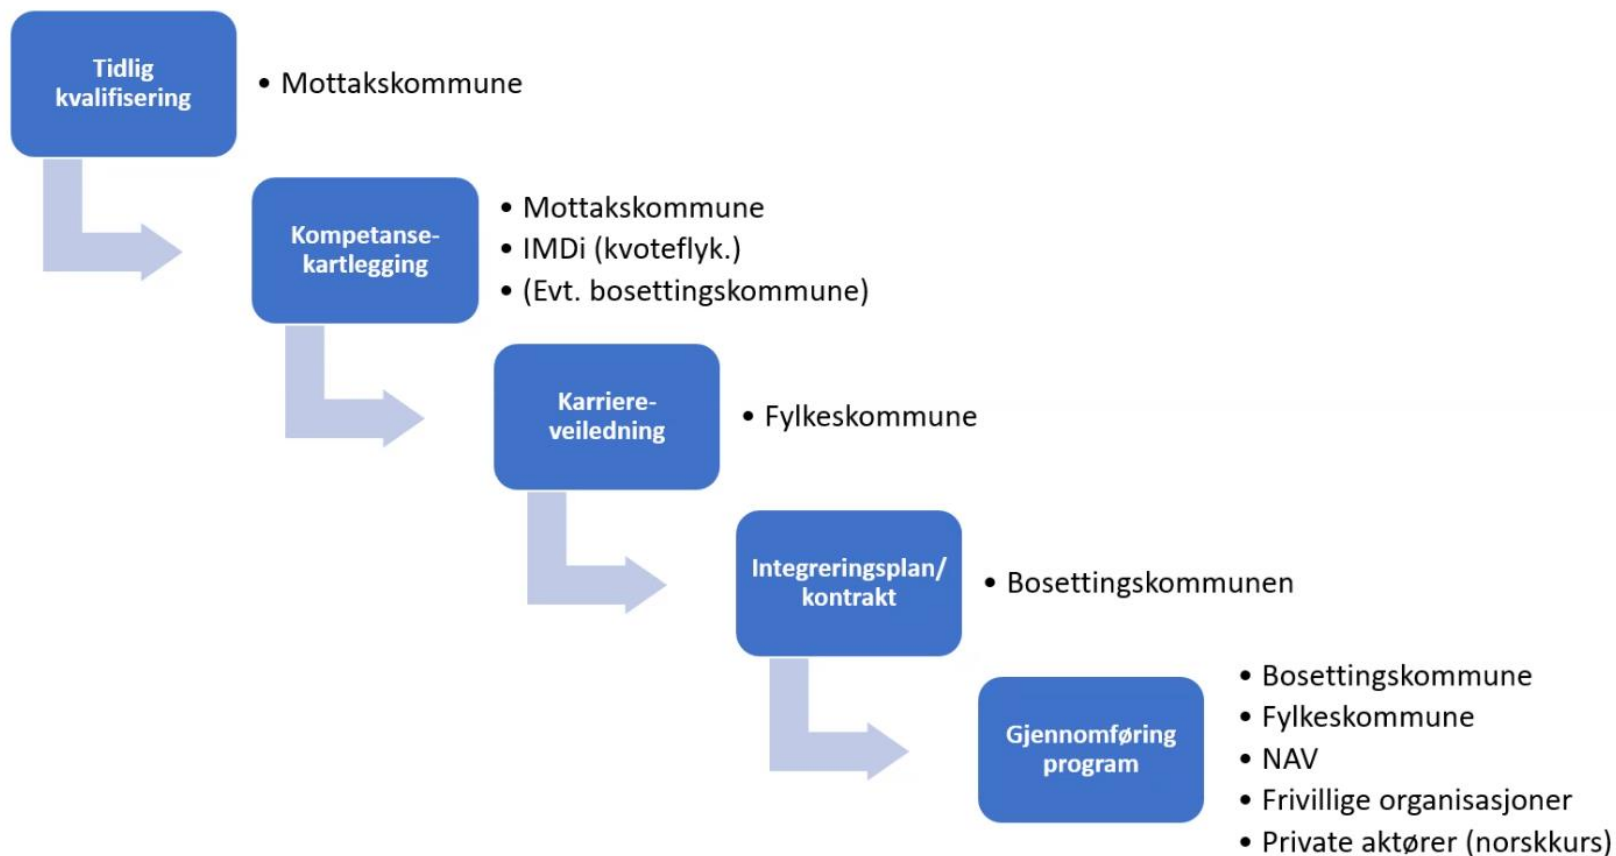 Tidlig
kvalifisering
• Mottakskommune
Kompetanse-
kartlegging
• Mottakskommune
• IMDi (kvoteflyk.)
• (Evt. bosettingskommune)
Karriere-
veiledning
• Fylkeskommune
Integreringsplan/
kontrakt
• Bosettingskommunen
Gjennomføring
program
• Bosettingskommune
• Fylkeskommune
• NAV
• Frivillige organisasjoner
• Private aktører (norskkurs)